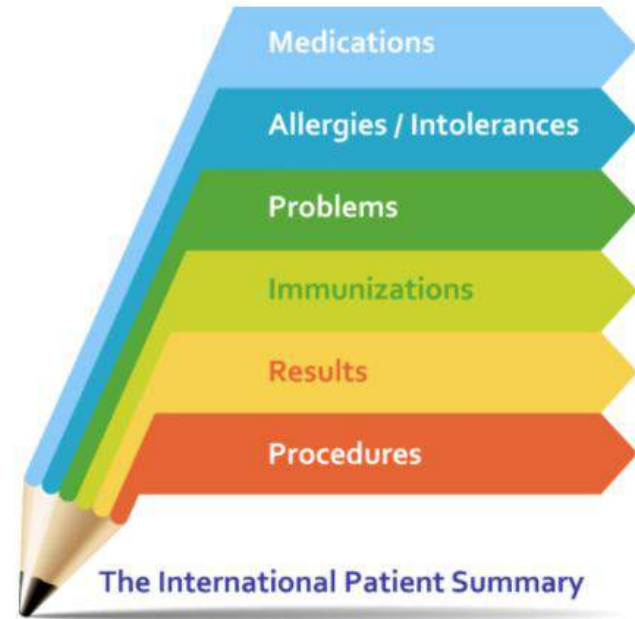 Medications
Allergies / Intolerances
Problems
Immunizations
Results
Procedures
The International Patient Summary